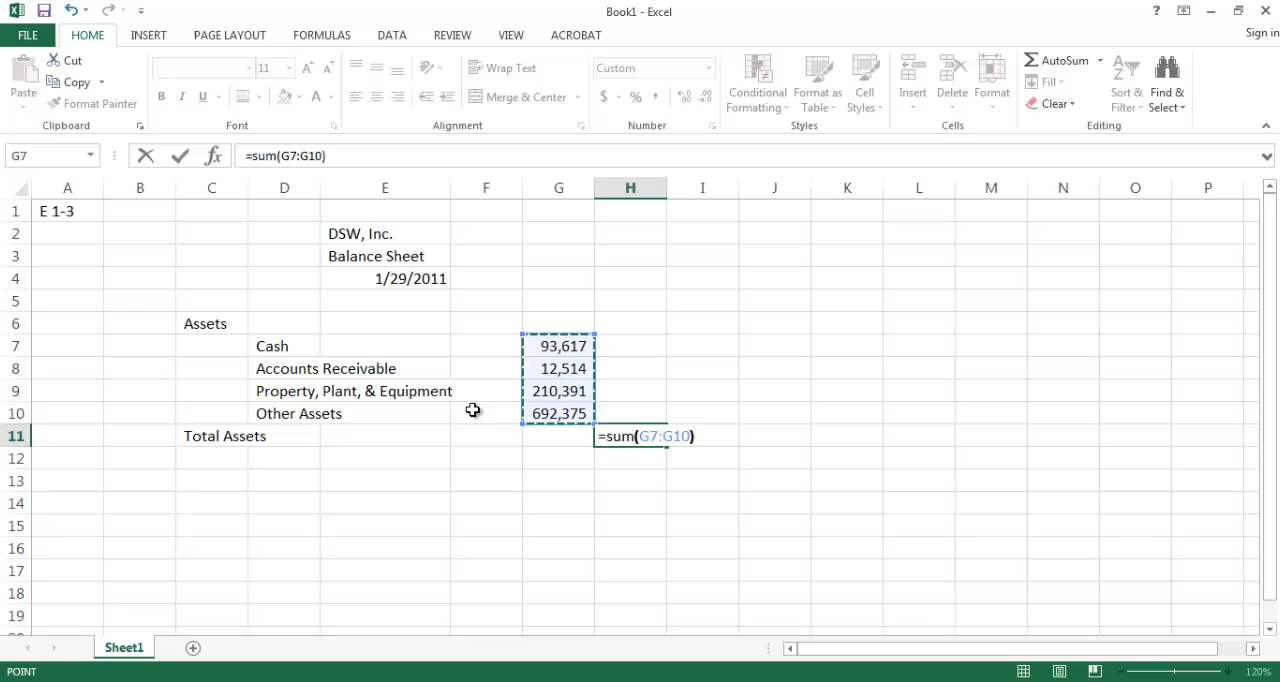 Book1 - Excel
?
FILE HOME INSERT PAGE LAYOUT FORMULAS DATA REVIEW VIEW ACROBAT Sign in
Paste
Cut
Copy
Format Painter
Clipboard
11
A A
B I U
A
Font
Wrap Text
Merge & Center
Alignment
Custom
$ % ,
Number
Conditional Formatting
Format as Table
Cell Styles
Styles
Insert
Delete
Format
Cells
AutoSum
Fill
Clear
Sort & Filter
Find & Select
Editing
G7 fx =sum(G7:G10)
A B C D E F G H I J K L M N O P
1 E 1-3
2 DSW, Inc.
3 Balance Sheet
4 1/29/2011
5
6 Assets
7 Cash 93,617
8 Accounts Receivable 12,514
9 Property, Plant, & Equipment 210,391
10 Other Assets 692,375
11 Total Assets =sum(G7:G10)
12
13
14
15
16
17
18
19
Sheet1
POINT 120%